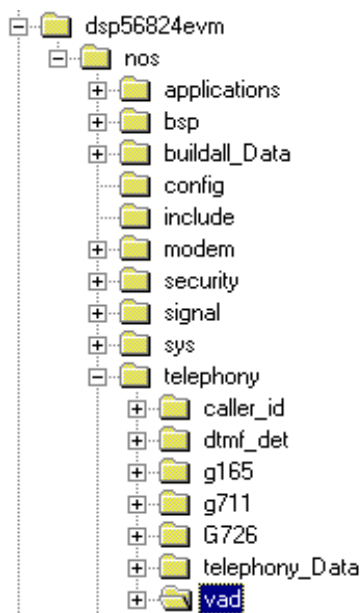 dsp56824evm
nos
applications
bsp
buildall_Data
config
include
modem
security
signal
sys
telephony
caller_id
dtmf_det
g165
g711
G726
telephony_Data
vad